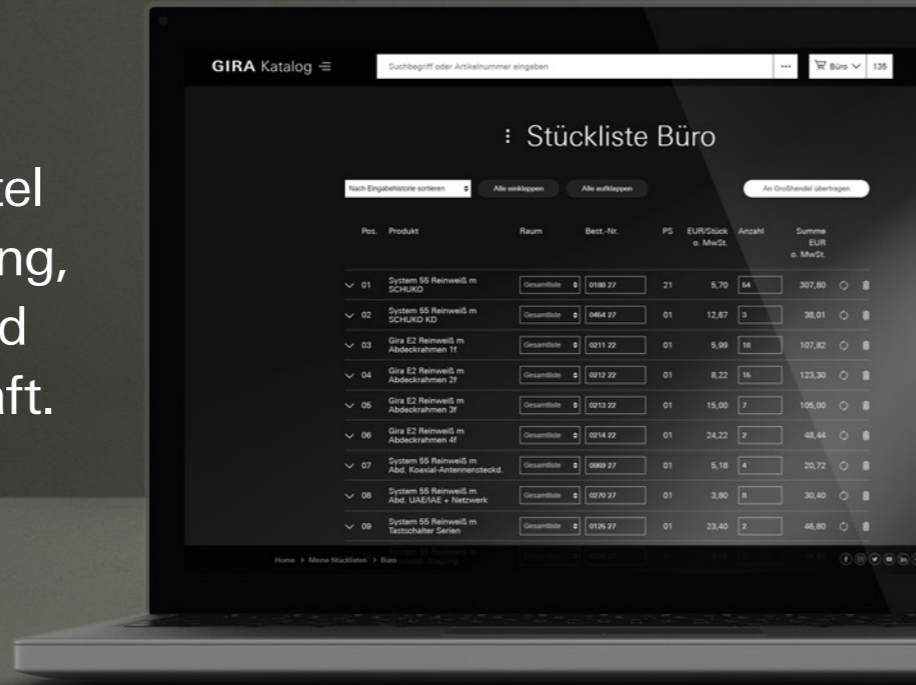 tel
ng,
d
aft.
GIRA Katalog
Suchbegriff oder Artikelnummer eingeben
Büro 135
Stückliste Büro
Nach Eingabehistorie sortieren Alle einklappen Alle aufklappen An Großhandel übertragen
Pos. Produkt Raum Best.-Nr. PS EUR/Stück Anzahl Summe
o. MwSt. EUR
o. MwSt.
01 System 55 Reinweiß m Gesamtliste 0188 27 21 5,70 54 307,80
SCHUKO
02 System 55 Reinweiß m Gesamtliste 0454 27 01 12,67 3 38,01
SCHUKO KD
03 Gira E2 Reinweiß m Gesamtliste 0211 22 01 5,99 18 107,82
Abdeckrahmen 1f
04 Gira E2 Reinweiß m Gesamtliste 0212 22 01 8,22 15 123,30
Abdeckrahmen 2f
05 Gira E2 Reinweiß m Gesamtliste 0213 22 01 15,00 7 105,00
Abdeckrahmen 3f
06 Gira E2 Reinweiß m Gesamtliste 0214 22 01 24,22 2 48,44
Abdeckrahmen 4f
07 System 55 Reinweiß m Gesamtliste 0069 27 01 5,18 4 20,72
Abd. Koaxial-Antennensteckd.
08 System 55 Reinweiß m Gesamtliste 0270 27 01 3,80 8 30,40
Abd. UAE/IAE + Netzwerk
09 System 55 Reinweiß m Gesamtliste 0125 27 01 23,40 2 46,80
Tastschalter Serien
Home > Meine Stücklisten > Büro